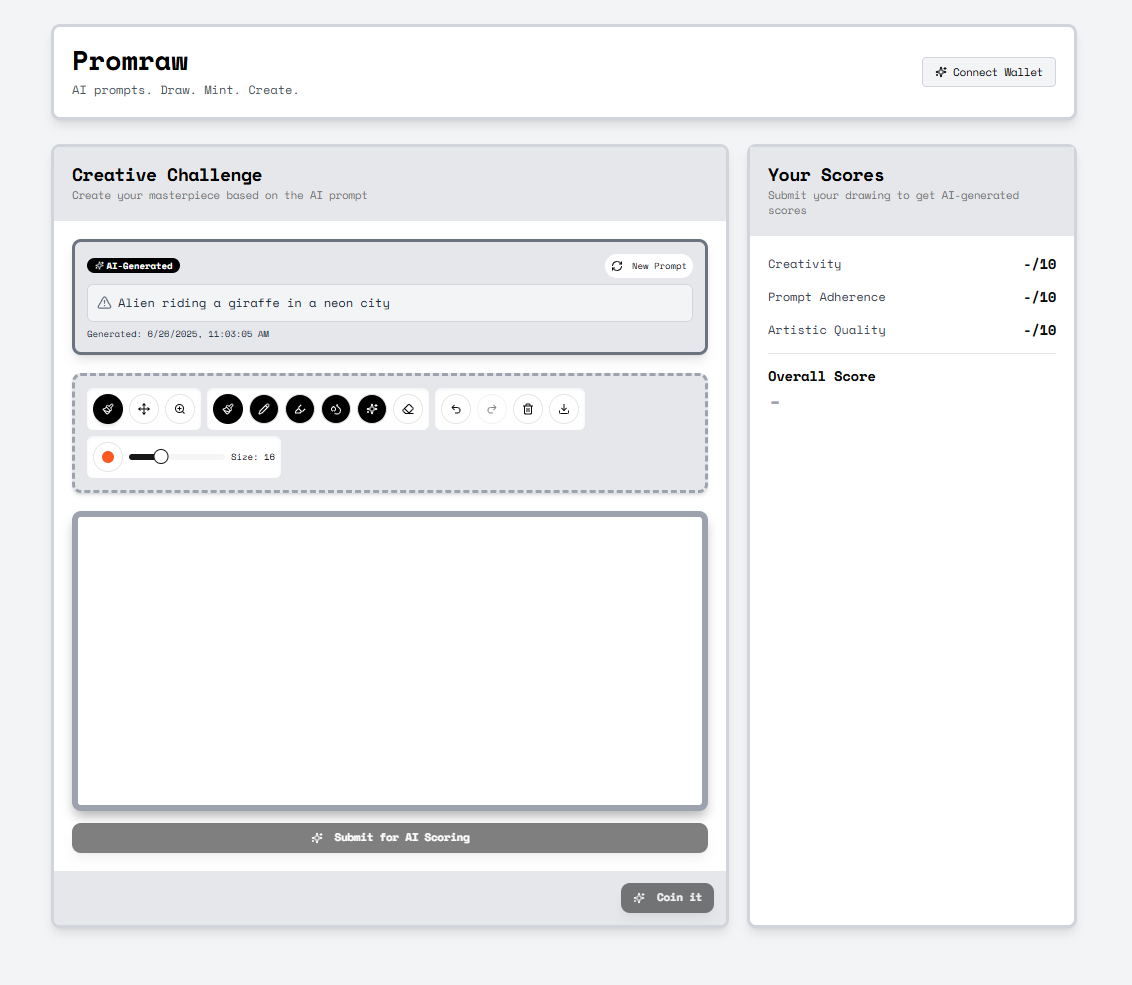 Promraw
AI prompts. Draw. Mint. Create.
Connect Wallet
Creative Challenge
Create your masterpiece based on the AI prompt
AI-Generated
New Prompt
Alien riding a giraffe in a neon city
Generated: 6/26/2025, 11:03:05 AM
Size: 16
Submit for AI Scoring
Coin it
Your Scores
Submit your drawing to get AI-generated
scores
Creativity -/10
Prompt Adherence -/10
Artistic Quality -/10
Overall Score
-